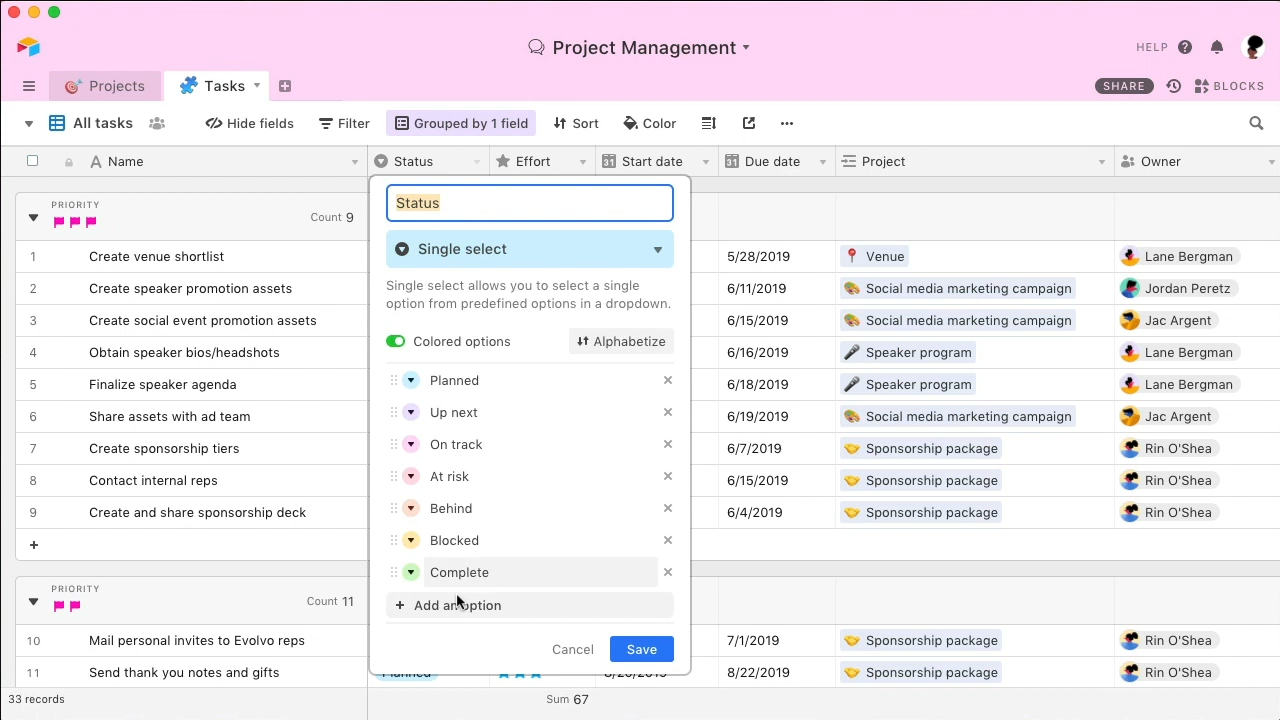 Project Management
HELP
Projects
Tasks
SHARE
BLOCKS
All tasks
Hide fields
Filter
Grouped by 1 field
Sort
Color
Name
Status
Effort
Start date
Due date
Project
Owner
PRIORITY
Count 9
Status
Single select
Single select allows you to select a single
option from predefined options in a dropdown.
Colored options
Alphabetize
Planned
Up next
On track
At risk
Behind
Blocked
Complete
Add an option
Cancel
Save
1 Create venue shortlist 5/28/2019 Venue Lane Bergman
2 Create speaker promotion assets 6/11/2019 Social media marketing campaign Jordan Peretz
3 Create social event promotion assets 6/15/2019 Social media marketing campaign Jac Argent
4 Obtain speaker bios/headshots 6/16/2019 Speaker program Lane Bergman
5 Finalize speaker agenda 6/18/2019 Speaker program Lane Bergman
6 Share assets with ad team 6/19/2019 Social media marketing campaign Jac Argent
7 Create sponsorship tiers 6/7/2019 Sponsorship package Rin O'Shea
8 Contact internal reps 6/15/2019 Sponsorship package Rin O'Shea
9 Create and share sponsorship deck 6/4/2019 Sponsorship package Rin O'Shea
PRIORITY
Count 11
10 Mail personal invites to Evolvo reps 7/1/2019 Sponsorship package Rin O'Shea
11 Send thank you notes and gifts Planned 8/22/2019 Sponsorship package Rin O'Shea
33 records
Sum 67